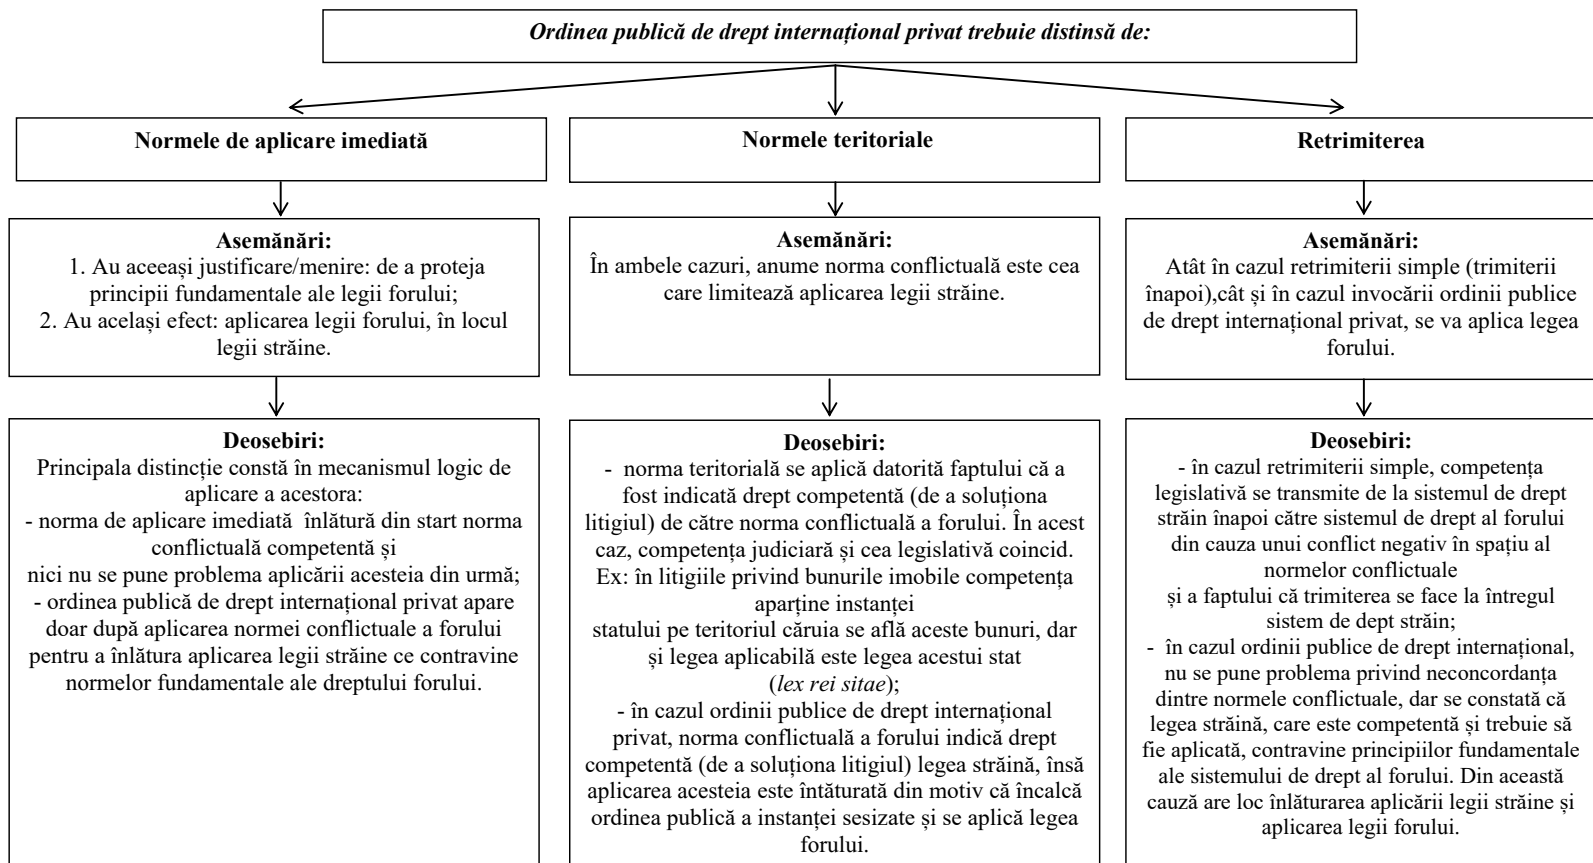 Ordinea publică de drept internațional privat trebuie distinsă de:
Normele de aplicare imediată
Asemănări:
1. Au aceeași justificare/menire: de a proteja
principii fundamentale ale legii forului;
2. Au același efect: aplicarea legii forului, în locul
legii străine.
Deosebiri:
Principala distincție constă în mecanismul logic de
aplicare a acestora:
- norma de aplicare imediată înlătură din start norma
conflictuală competentă și
nici nu se pune problema aplicării acesteia din urmă;
- ordinea publică de drept internațional privat apare
doar după aplicarea normei conflictuale a forului
pentru a înlătura aplicarea legii străine ce contravine
normelor fundamentale ale dreptului forului.
Normele teritoriale
Asemănări:
În ambele cazuri, anume norma conflictuală este cea
care limitează aplicarea legii străine.
Deosebiri:
- norma teritorială se aplică datorită faptului că a
fost indicată drept competentă (de a soluționa
litigiul) de către norma conflictuală a forului. În acest
caz, competența judiciară și cea legislativă coincid.
Ex: în litigiile privind bunurile imobile competența
aparține instanței
statului pe teritoriul căruia se află aceste bunuri, dar
și legea aplicabilă este legea acestui stat
(lex rei sitae);
- în cazul ordinii publice de drept internațional
privat, norma conflictuală a forului indică drept
competentă (de a soluționa litigiul) legea străină, însă
aplicarea acesteia este întăturată din motiv că încalcă
ordinea publică a instanței sesizate și se aplică legea
forului.
Retrimiterea
Asemănări:
Atât în cazul retrimiterii simple (trimiterii
înapoi),cât și în cazul invocării ordinii publice
de drept internațional privat, se va aplica legea
forului.
Deosebiri:
- în cazul retrimiterii simple, competența
legislativă se transmite de la sistemul de drept
străin înapoi către sistemul de drept al forului
din cauza unui conflict negativ în spațiu al
normelor conflictuale
și a faptului că trimiterea se face la întregul
sistem de dept străin;
- în cazul ordinii publice de drept internațional,
nu se pune problema privind neconcordanța
dintre normele conflictuale, dar se constată că
legea străină, care este competentă și trebuie să
fie aplicată, contravine principiilor fundamentale
ale sistemului de drept al forului. Din această
cauză are loc înlăturarea aplicării legii străine și
aplicarea legii forului.